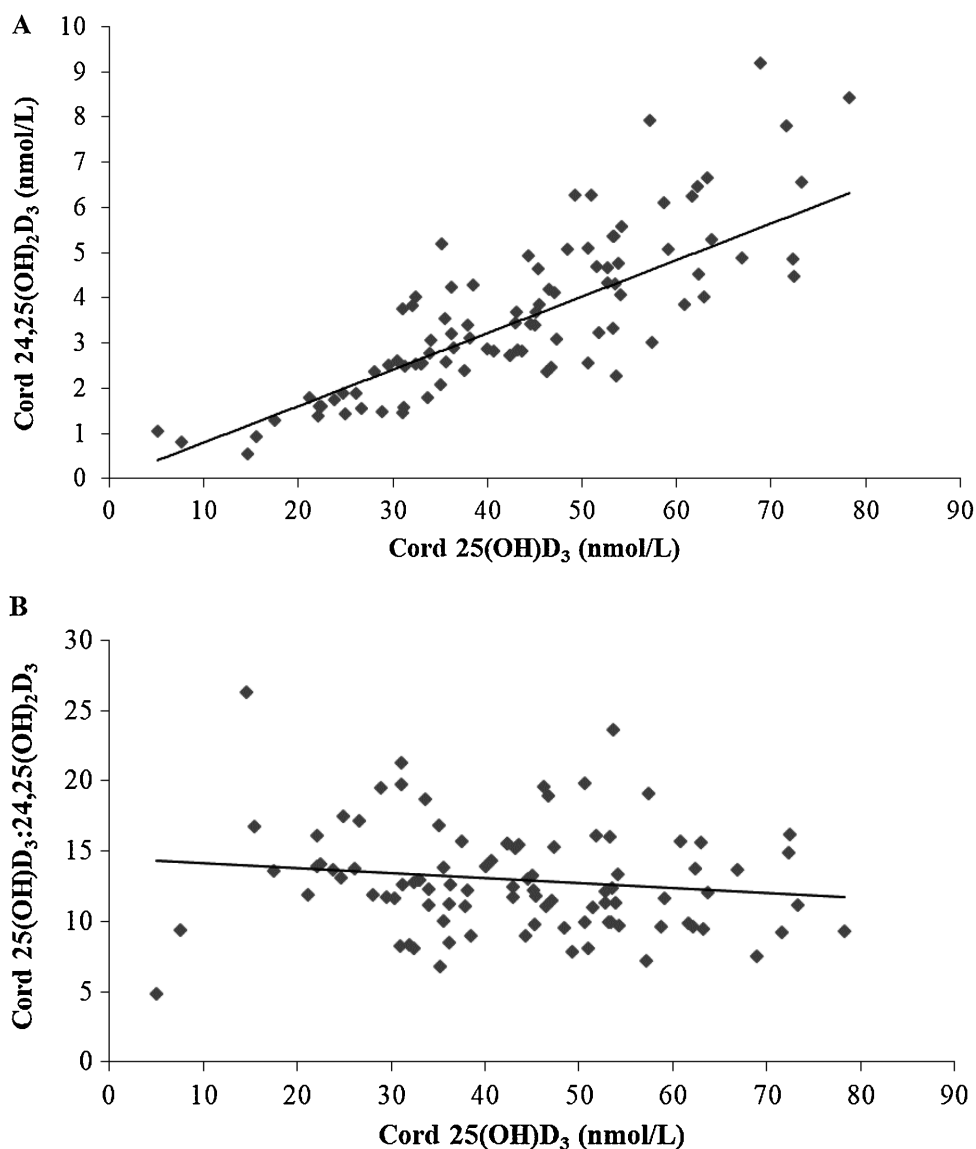 A
10
9
8
7
6
5
4
3
2
1
0
Cord 24,25(OH)₂D₃ (nmol/L)
0 10 20 30 40 50 60 70 80 90
Cord 25(OH)D₃ (nmol/L)
B
30
25
20
15
10
5
0
Cord 25(OH)D₃:24,25(OH)₂D₃
0 10 20 30 40 50 60 70 80 90
Cord 25(OH)D₃ (nmol/L)